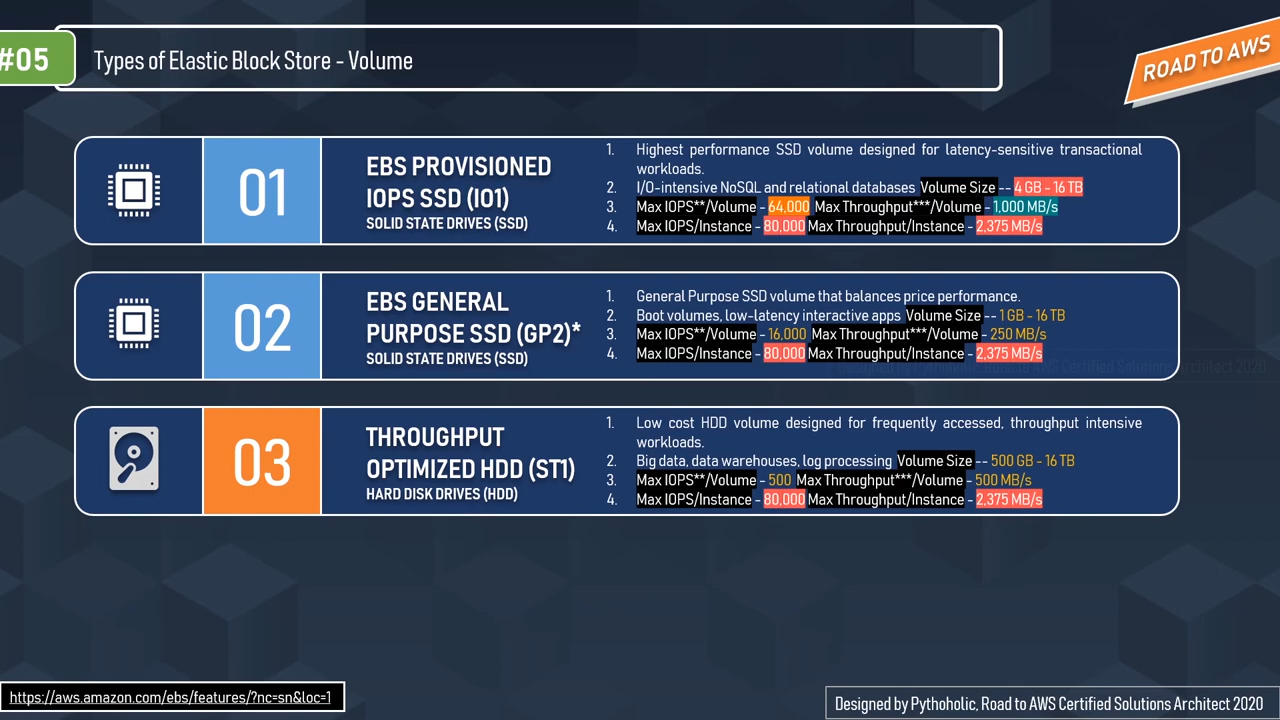 #05
Types of Elastic Block Store - Volume
ROAD TO AWS
01
EBS PROVISIONED
IOPS SSD (IO1)
SOLID STATE DRIVES (SSD)
1. Highest performance SSD volume designed for latency-sensitive transactional
workloads.
2. I/O-intensive NoSQL and relational databases Volume Size -- 4 GB - 16 TB
3. Max IOPS**/Volume - 64,000 Max Throughput***/Volume - 1,000 MB/s
4. Max IOPS/Instance - 80,000 Max Throughput/Instance - 2,375 MB/s
02
EBS GENERAL
PURPOSE SSD (GP2)*
SOLID STATE DRIVES (SSD)
1. General Purpose SSD volume that balances price performance.
2. Boot volumes, low-latency interactive apps Volume Size -- 1 GB - 16 TB
3. Max IOPS**/Volume - 16,000 Max Throughput***/Volume - 250 MB/s
4. Max IOPS/Instance - 80,000 Max Throughput/Instance - 2,375 MB/s
Designed by Pythoholic, Road to AWS Certified Solutions Architect 2020
03
THROUGHPUT
OPTIMIZED HDD (ST1)
HARD DISK DRIVES (HDD)
1. Low cost HDD volume designed for frequently accessed, throughput intensive
workloads.
2. Big data, data warehouses, log processing Volume Size -- 500 GB - 16 TB
3. Max IOPS**/Volume - 500 Max Throughput***/Volume - 500 MB/s
4. Max IOPS/Instance - 80,000 Max Throughput/Instance - 2,375 MB/s
https://aws.amazon.com/ebs/features/?nc=sn&loc=1
Designed by Pythoholic, Road to AWS Certified Solutions Architect 2020